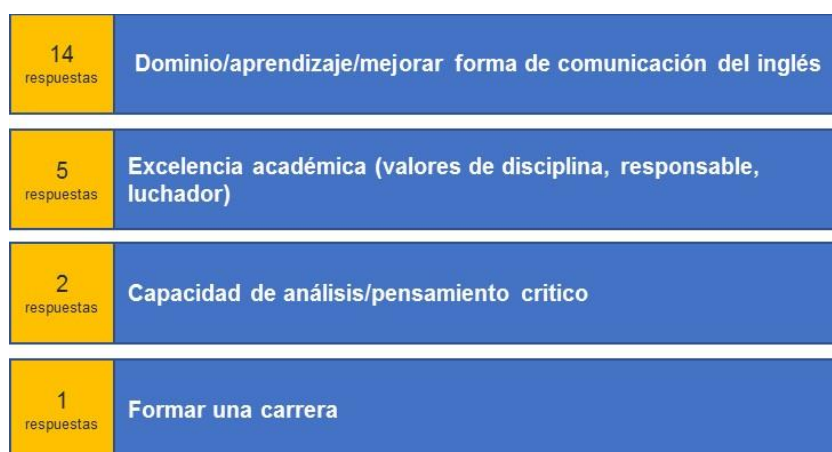 14
respuestas
Dominio/aprendizaje/mejorar forma de comunicación del inglés
5
respuestas
Excelencia académica (valores de disciplina, responsable,
luchador)
2
respuestas
Capacidad de análisis/pensamiento critico
1
respuestas
Formar una carrera